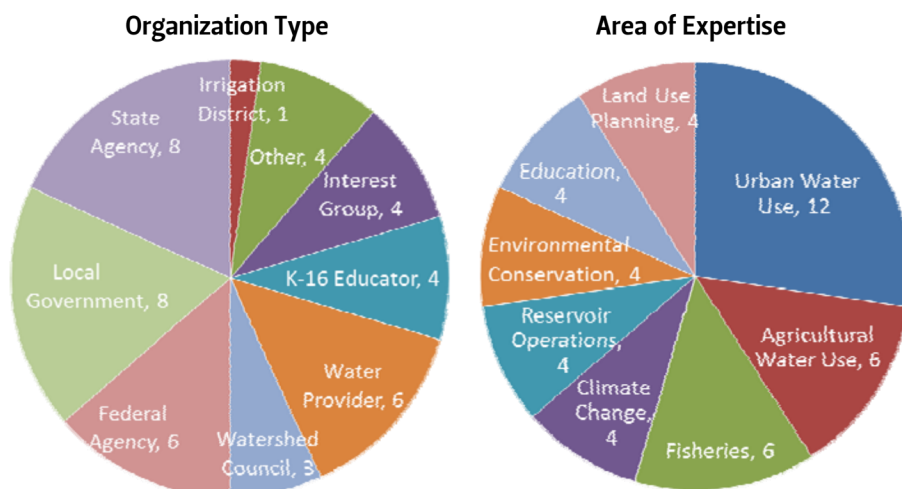 Organization Type
Irrigation
District, 1
Other, 4
Interest
Group, 4
K-16 Educator, 4
Water
Provider, 6
Watershed
Council, 3
Federal
Agency, 6
Local
Government, 8
State
Agency, 8
Area of Expertise
Urban Water
Use, 12
Agricultural
Water Use, 6
Fisheries, 6
Climate
Change,
4
Reservoir
Operations,
4
Environmental
Conservation, 4
Education,
4
Land Use
Planning, 4